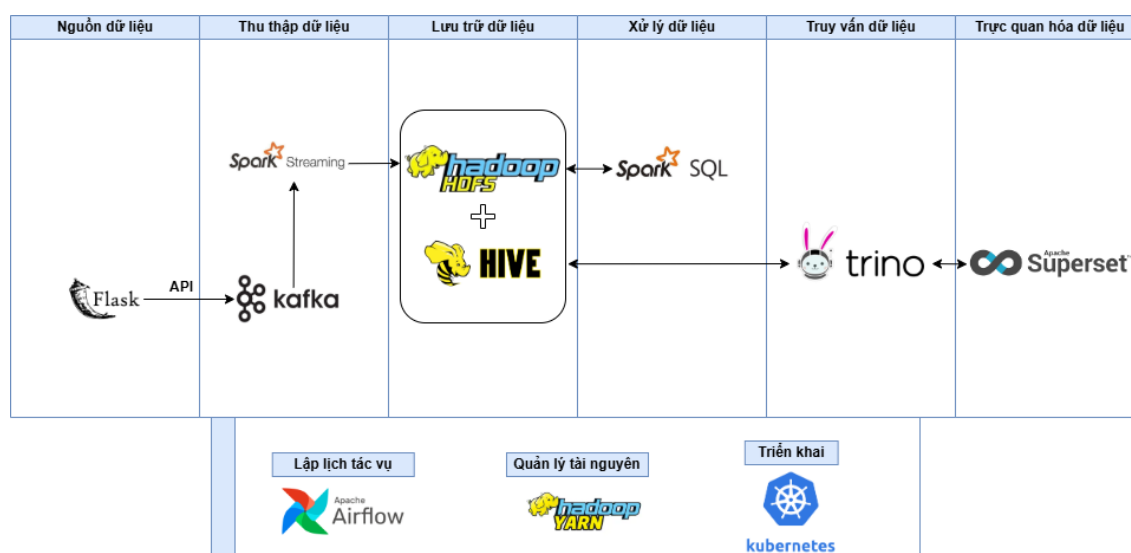 Nguồn dữ liệu
Thu thập dữ liệu
Lưu trữ dữ liệu
Xử lý dữ liệu
Truy vấn dữ liệu
Trực quan hóa dữ liệu
Spark Streaming
hadoop
HDFS
Spark SQL
HIVE
Flask
API
kafka
trino
Apache
Superset™
Lập lịch tác vụ
Quản lý tài nguyên
Triển khai
Apache
Airflow
hadoop
YARN
kubernetes